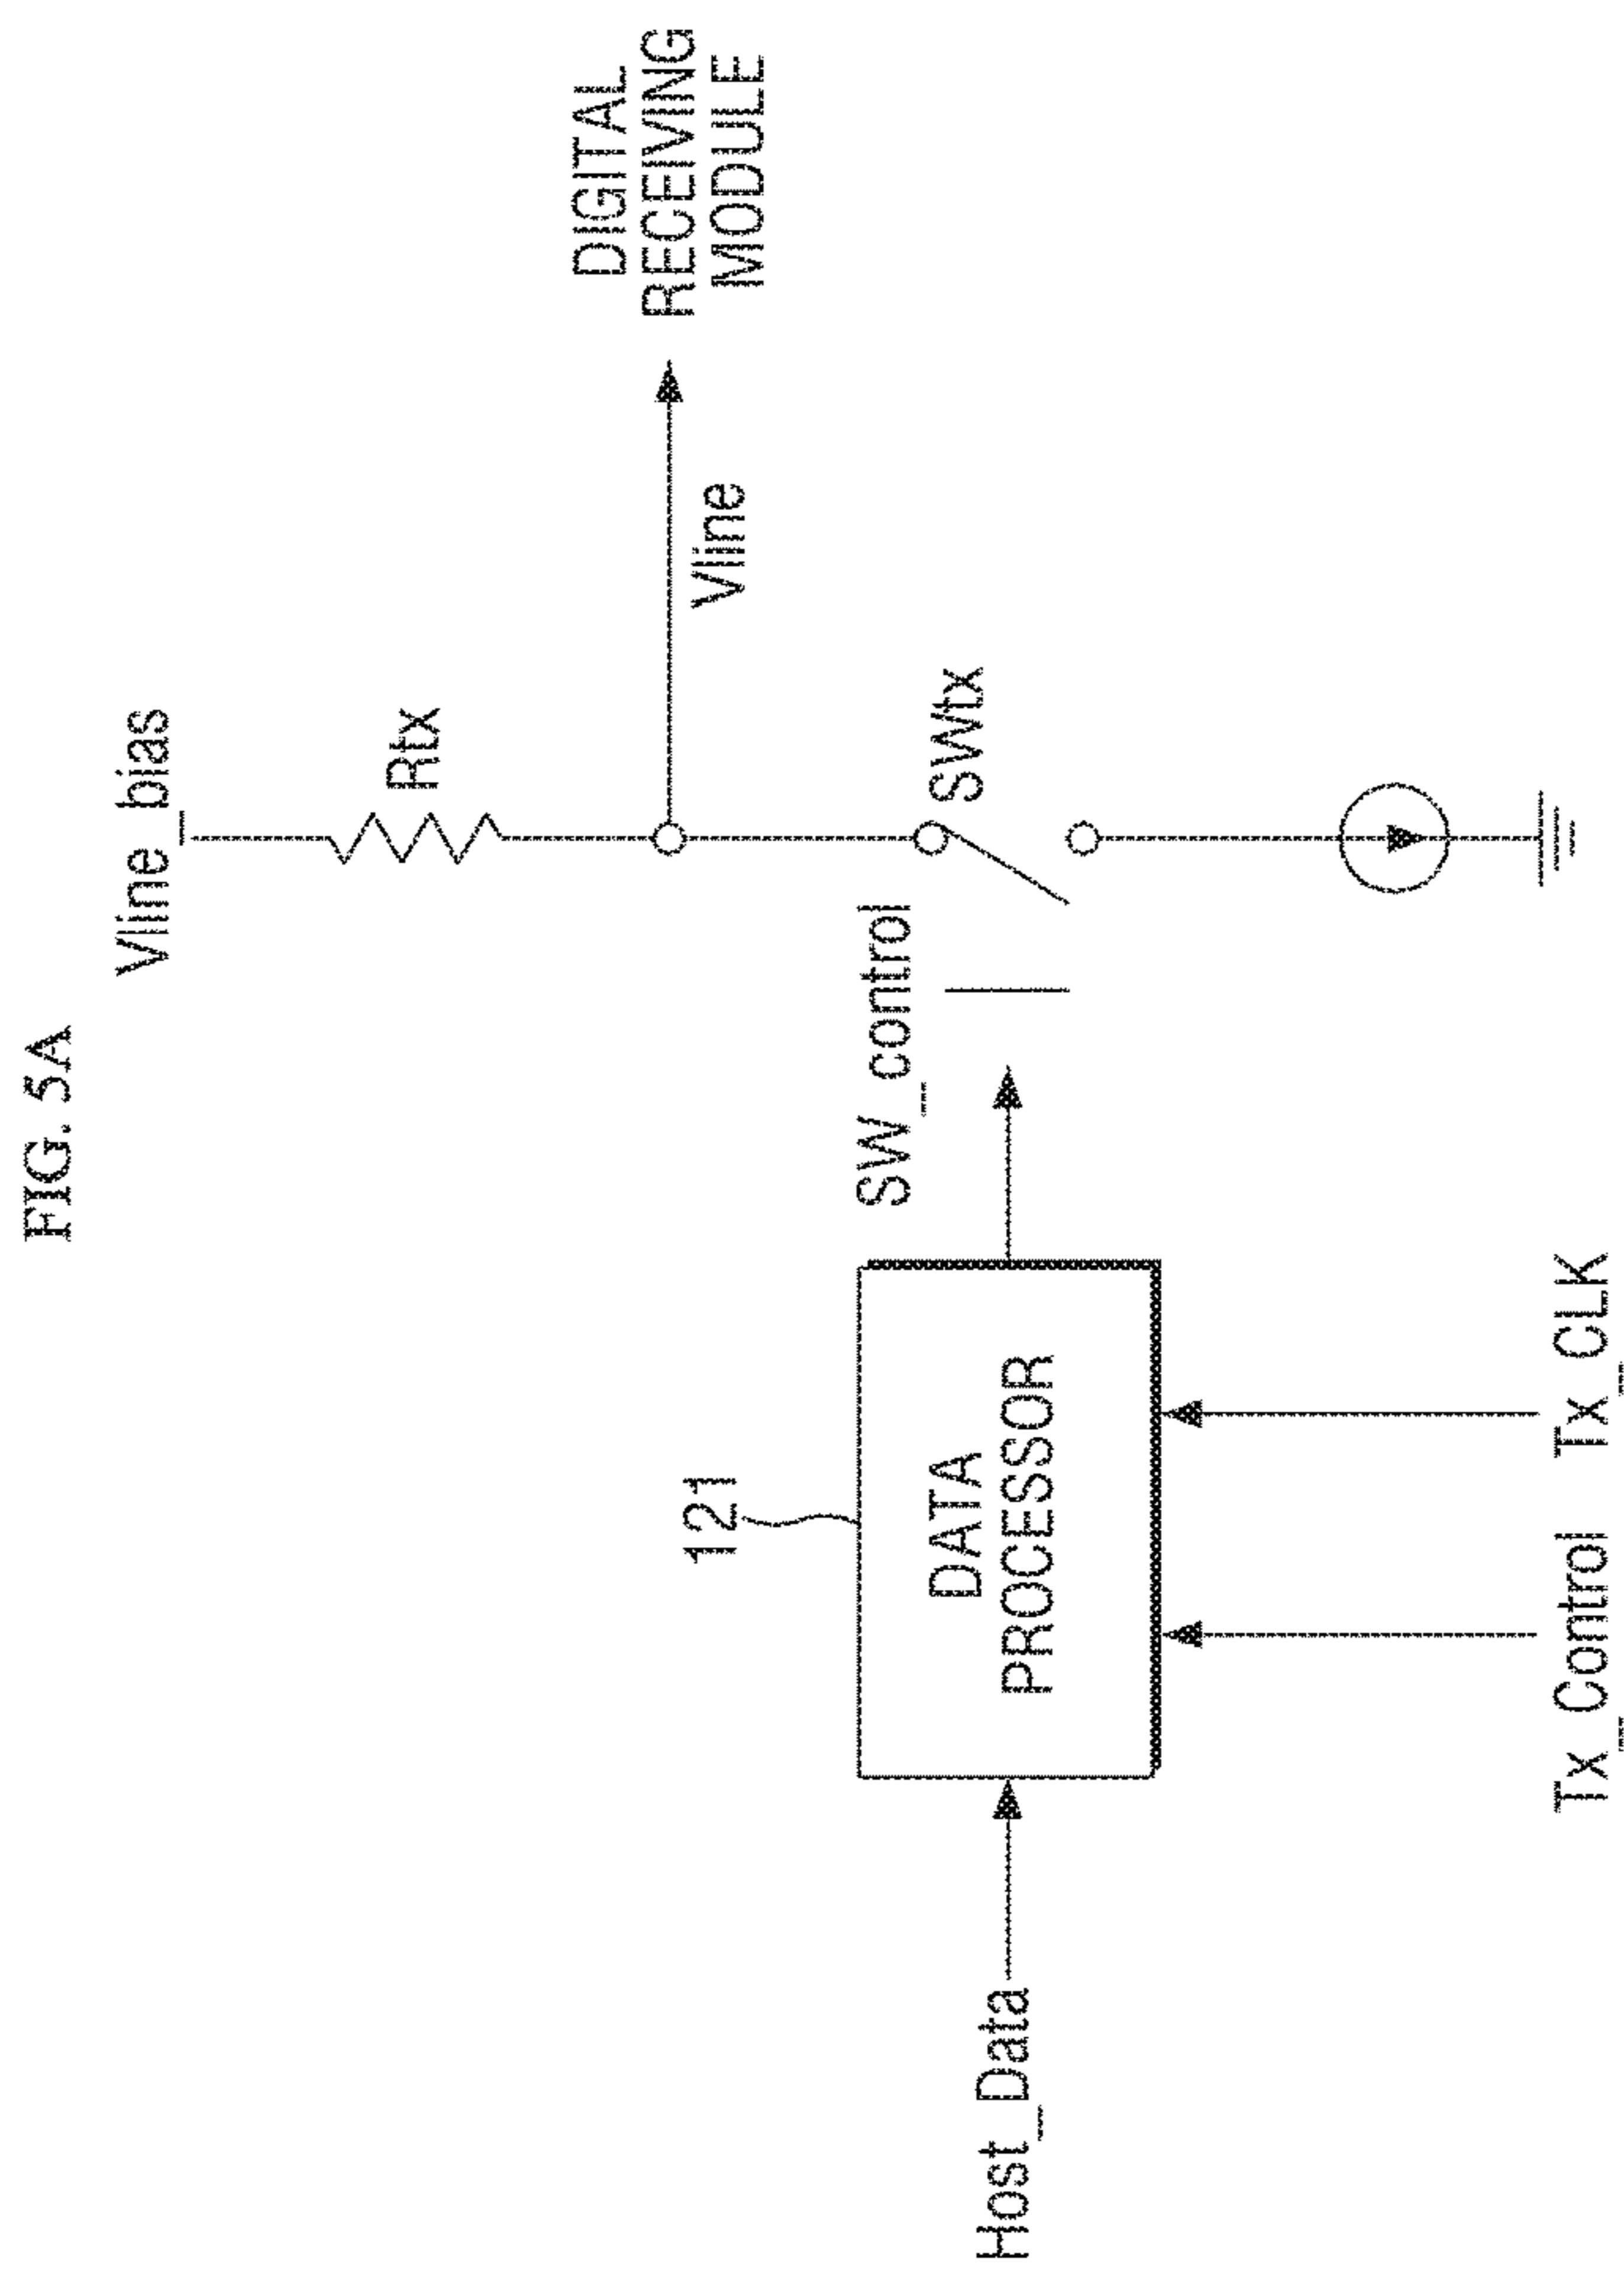 FIG. 5A
Vline_bias
Rtx
DIGITAL
RECEIVING
MODULE
Vline
SWtx
SW_control
121
DATA
PROCESSOR
Host_Data
Tx_Control
Tx_CLK